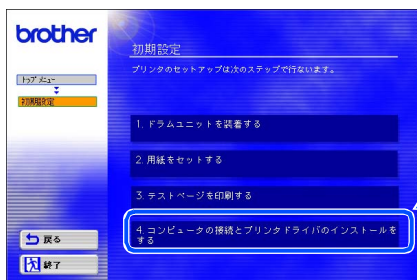 brother
初期設定
プリンタのセットアップは次のステップで行ないます。
トップメニュー
初期設定
1. ドラムユニットを装着する
2. 用紙をセットする
3. テストページを印刷する
4. コンピュータの接続とプリンタドライバのインストールを
する
戻る
終了